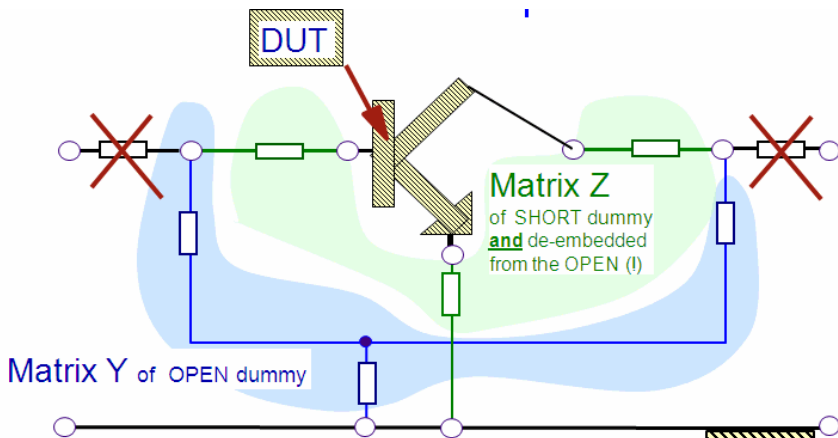 DUT
Matrix Z
of SHORT dummy
and de-embedded
from the OPEN (!)
Matrix Y of OPEN dummy